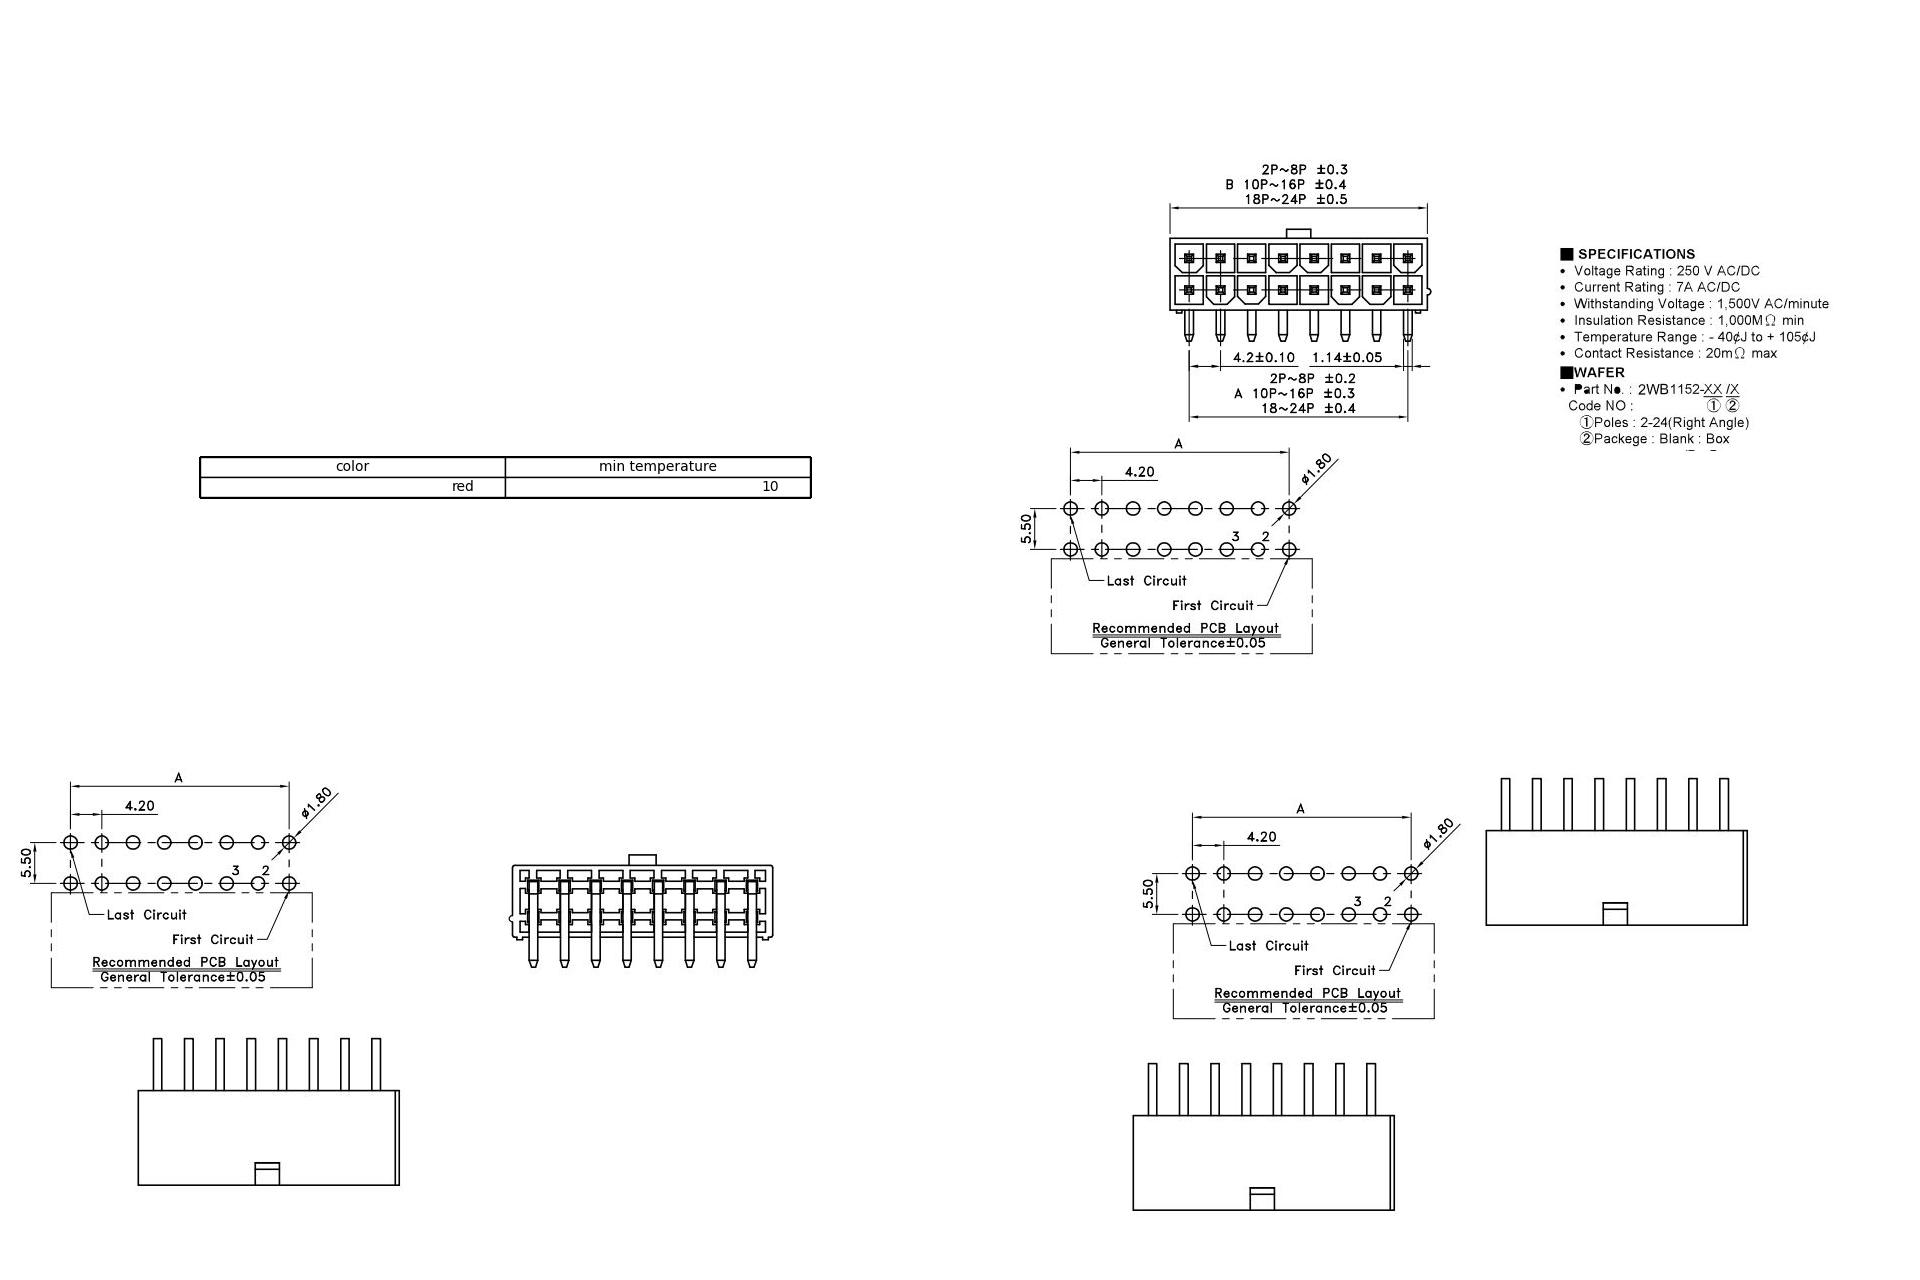 2P~8P ±0.3
B 10P~16P ±0.4
18P~24P ±0.5
4.2±0.10 1.14±0.05
2P~8P ±0.2
A 10P~16P ±0.3
18~24P ±0.4
■ SPECIFICATIONS
• Voltage Rating : 250 V AC/DC
• Current Rating : 7A AC/DC
• Withstanding Voltage : 1,500V AC/minute
• Insulation Resistance : 1,000MΩ min
• Temperature Range : - 40¢J to + 105¢J
• Contact Resistance : 20mΩ max
■WAFER
• Part No. : 2WB1152-XX /X
Code NO : ① ②
①Poles : 2-24(Right Angle)
②Packege : Blank : Box
color min temperature
red 10
A
4.20
ø1.80
5.50
3 2
Last Circuit
First Circuit
Recommended PCB Layout
General Tolerance±0.05
A
4.20
ø1.80
5.50
3 2
Last Circuit
First Circuit
Recommended PCB Layout
General Tolerance±0.05
A
4.20
ø1.80
5.50
3 2
Last Circuit
First Circuit
Recommended PCB Layout
General Tolerance±0.05